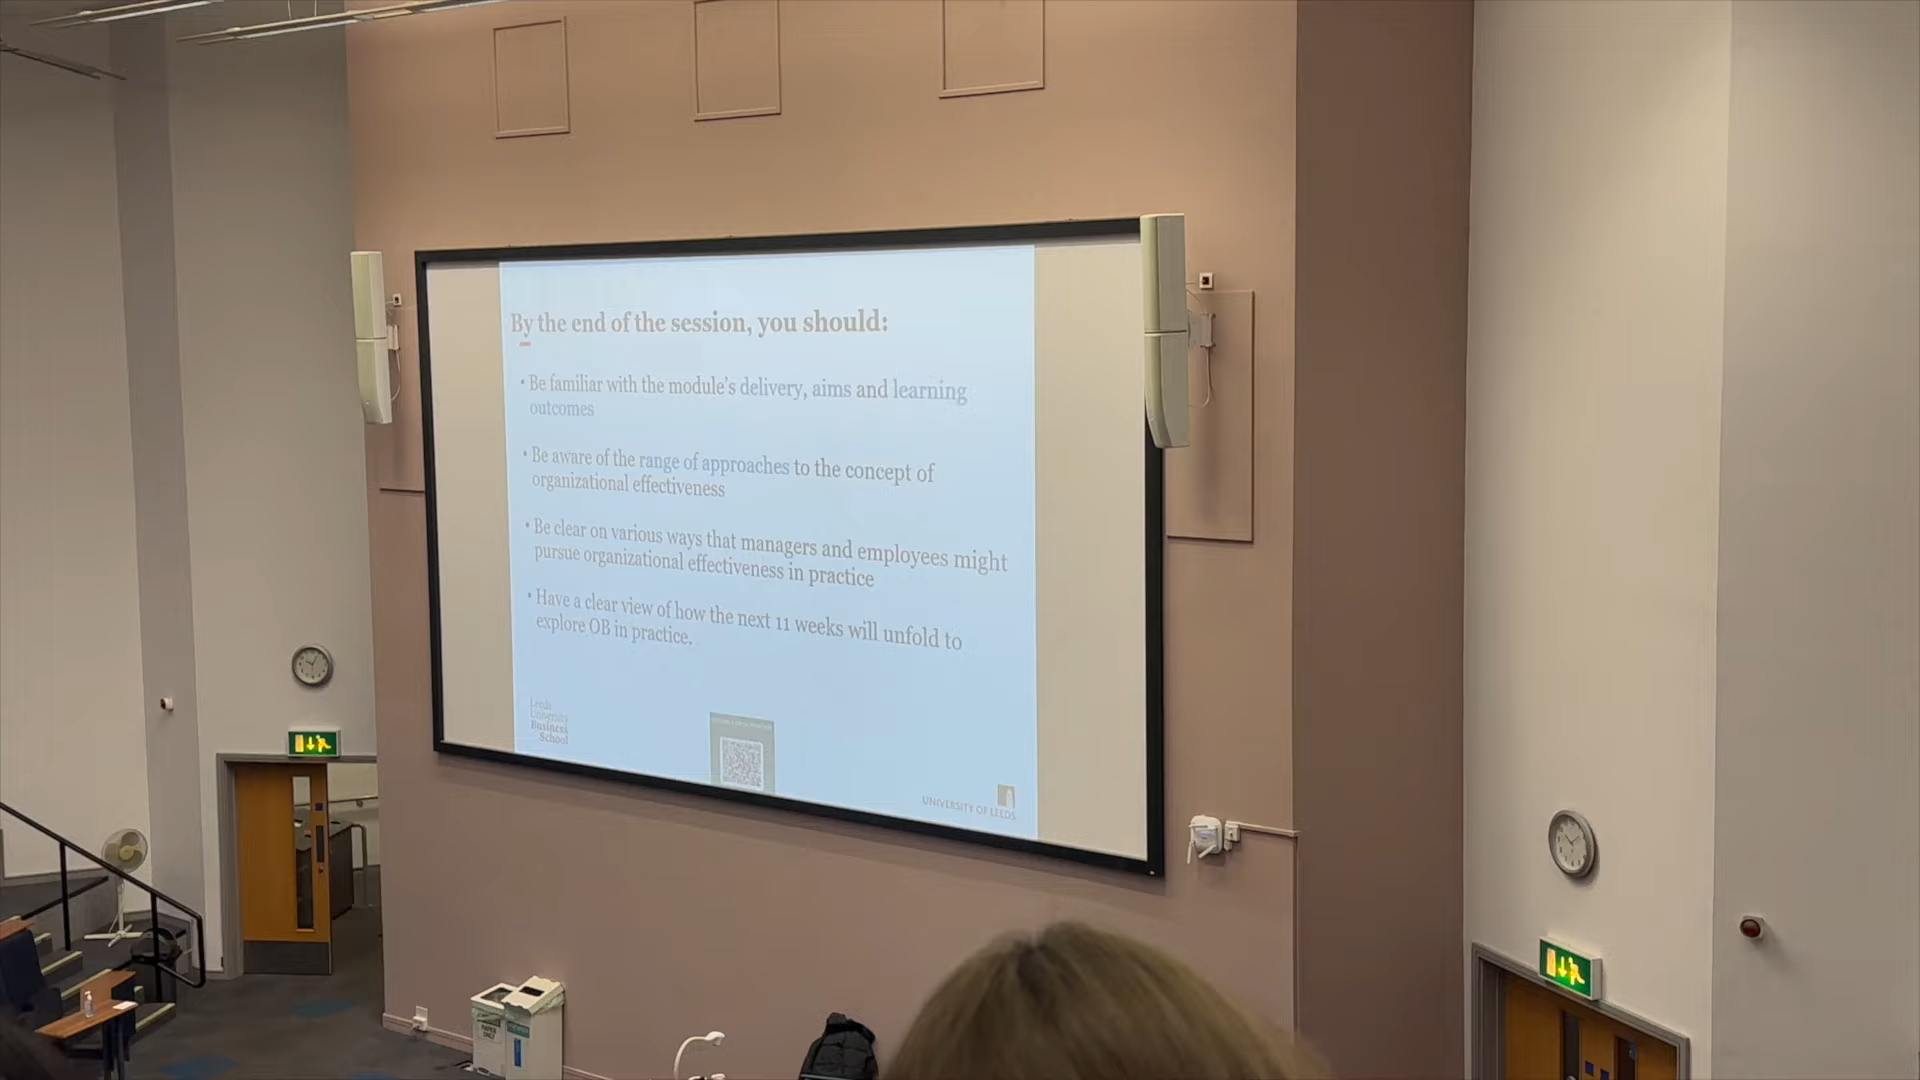 By the end of the session, you should:
• Be familiar with the module's delivery, aims and learning
outcomes
• Be aware of the range of approaches to the concept of
organizational effectiveness
• Be clear on various ways that managers and employees might
pursue organizational effectiveness in practice
• Have a clear view of how the next 11 weeks will unfold to
explore OB in practice.
Leeds
University
Business
School
UNIVERSITY OF LEEDS
PAPER
ONLY